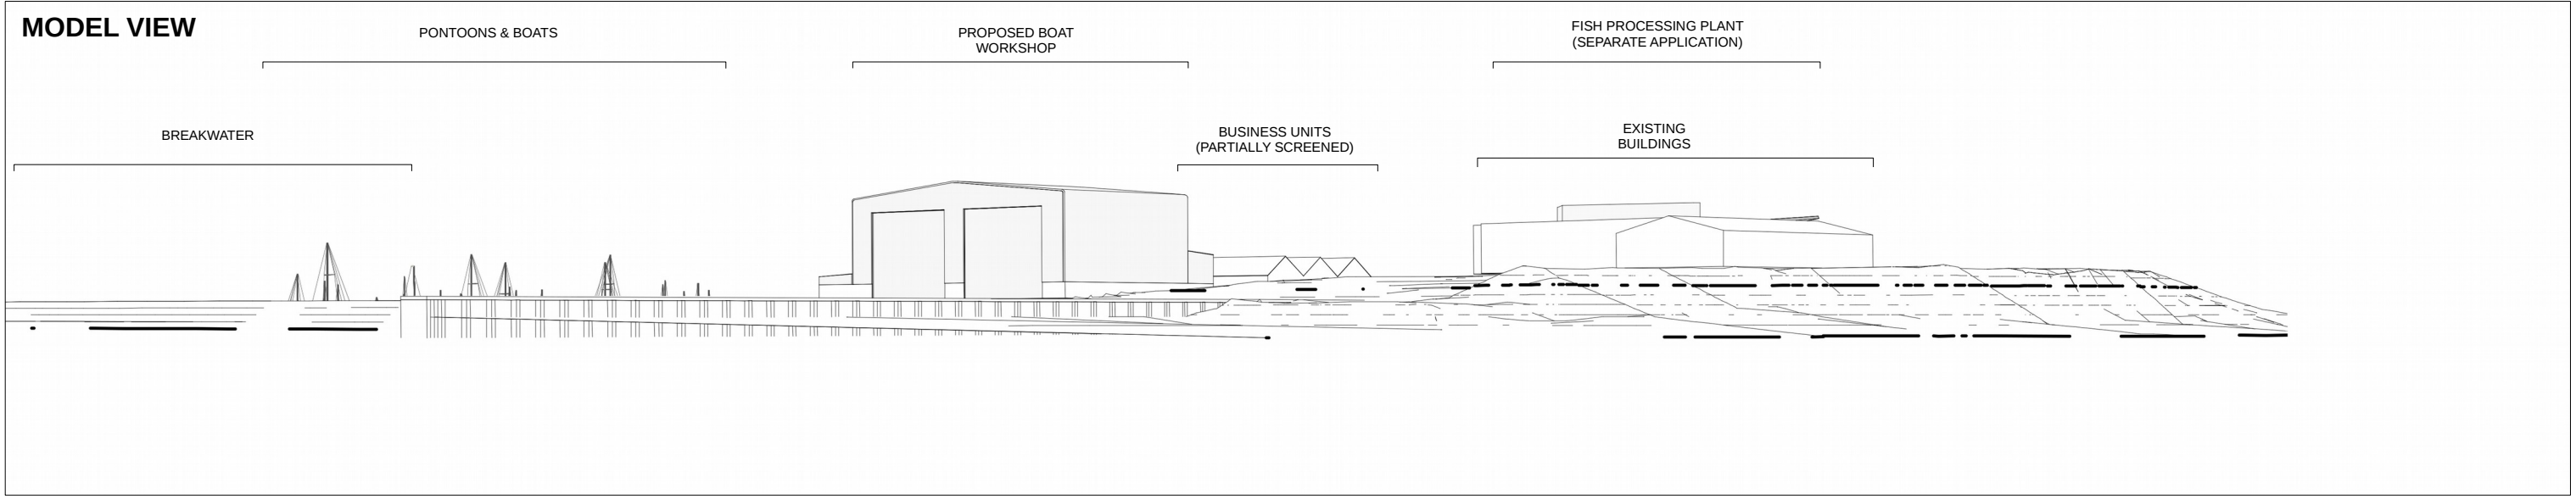 MODEL VIEW
PONTOONS & BOATS
PROPOSED BOAT
WORKSHOP
FISH PROCESSING PLANT
(SEPARATE APPLICATION)
BREAKWATER
BUSINESS UNITS
(PARTIALLY SCREENED)
EXISTING
BUILDINGS